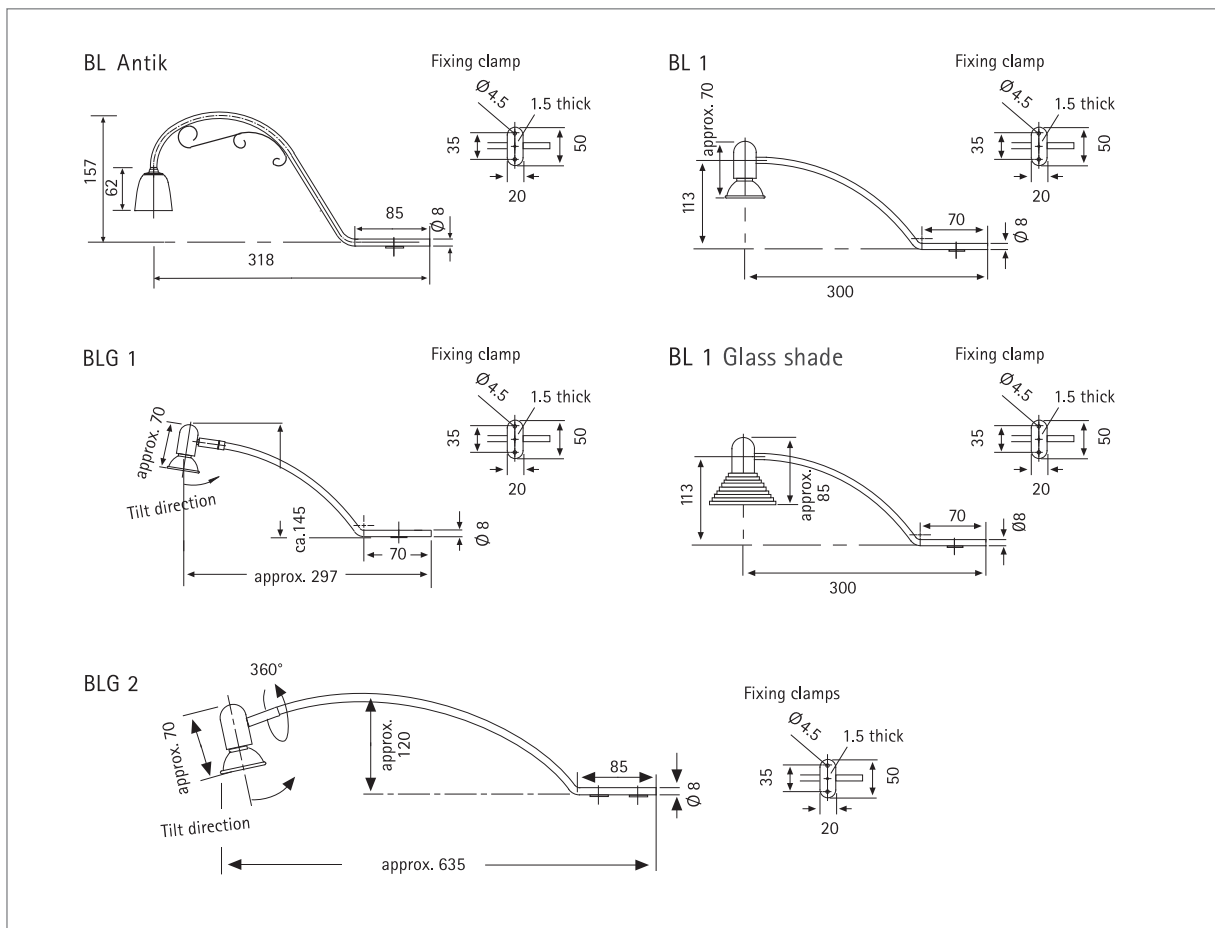 BL Antik
Fixing clamp
Ø 4.5
1.5 thick
35
50
20
157
62
85
Ø 8
318
BL 1
Fixing clamp
Ø 4.5
1.5 thick
35
50
20
approx. 70
113
70
Ø 8
300
BLG 1
Fixing clamp
Ø 4.5
1.5 thick
35
50
20
approx. 70
Tilt direction
ca.145
70
Ø 8
approx. 297
BL 1 Glass shade
Fixing clamp
Ø 4.5
1.5 thick
35
50
20
113
approx.
85
70
Ø8
300
BLG 2
360°
approx. 70
Tilt direction
approx.
120
85
Ø 8
approx. 635
Fixing clamps
Ø 4.5
1.5 thick
35
50
20